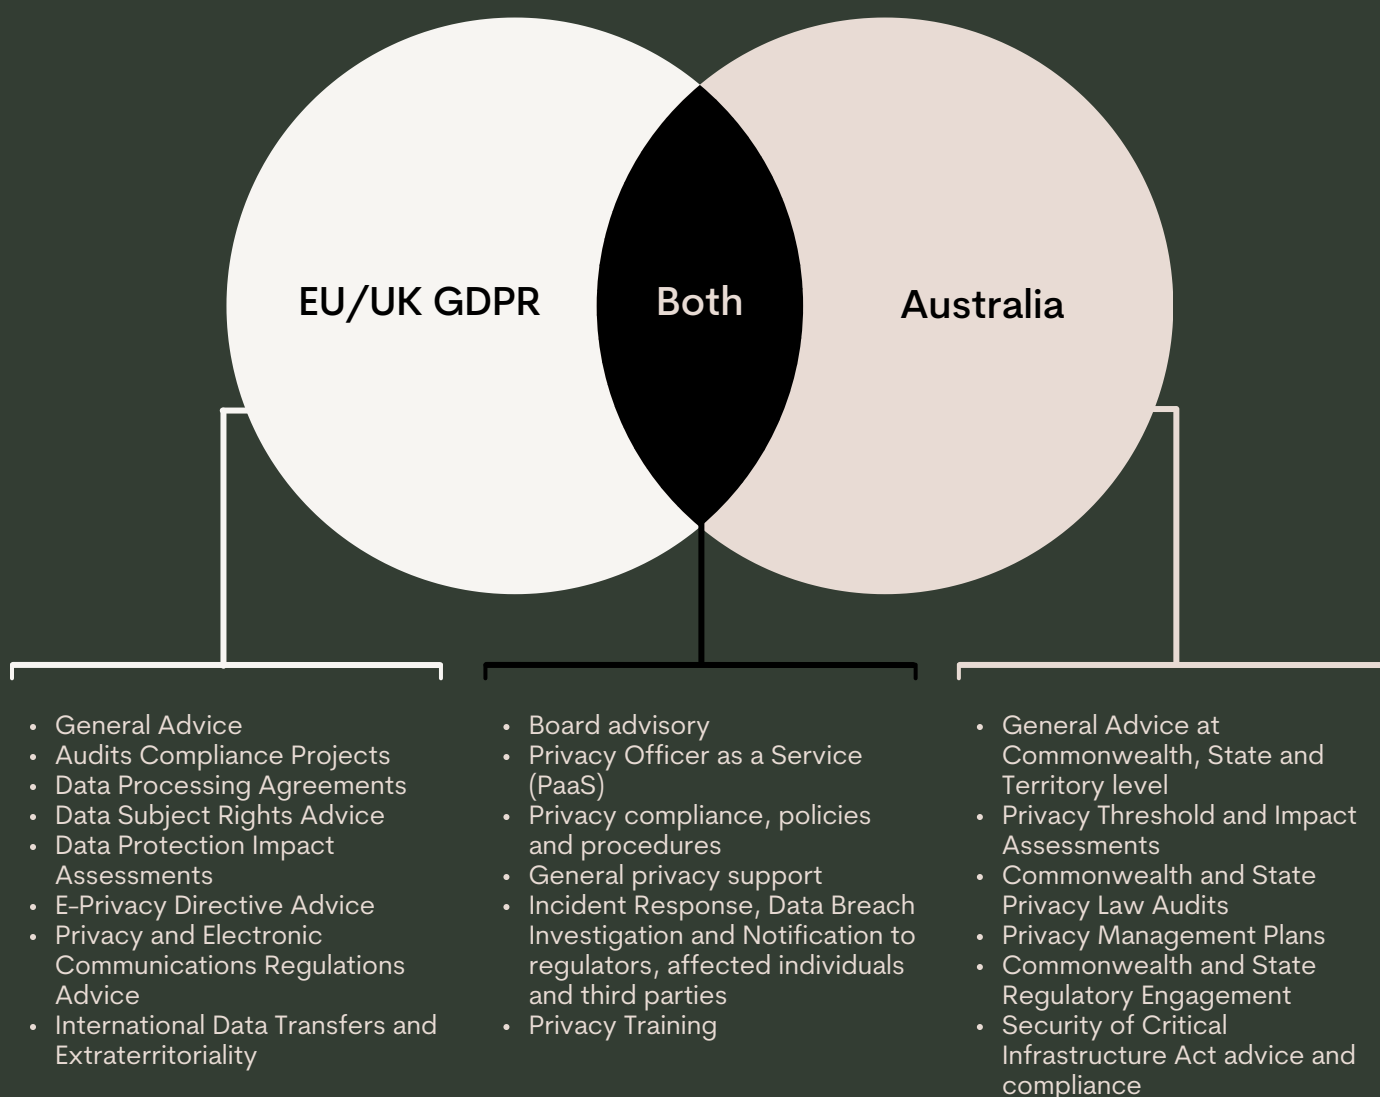 EU/UK GDPR
Both
Australia
• General Advice
• Audits Compliance Projects
• Data Processing Agreements
• Data Subject Rights Advice
• Data Protection Impact
Assessments
• E-Privacy Directive Advice
• Privacy and Electronic
Communications Regulations
Advice
• International Data Transfers and
Extraterritoriality
• Board advisory
• Privacy Officer as a Service
(PaaS)
• Privacy compliance, policies
and procedures
• General privacy support
• Incident Response, Data Breach
Investigation and Notification to
regulators, affected individuals
and third parties
• Privacy Training
• General Advice at
Commonwealth, State and
Territory level
• Privacy Threshold and Impact
Assessments
• Commonwealth and State
Privacy Law Audits
• Privacy Management Plans
• Commonwealth and State
Regulatory Engagement
• Security of Critical
Infrastructure Act advice and
compliance